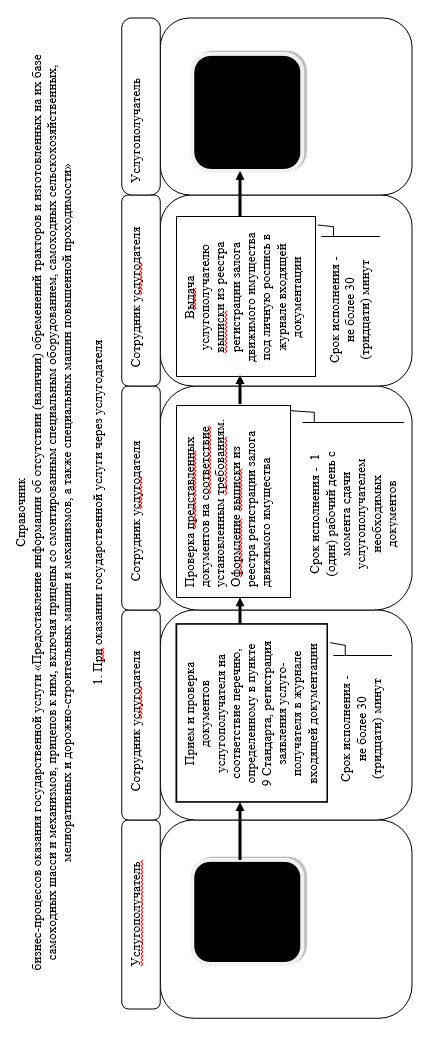 Справочник
бизнес-процессов оказания государственной услуги «Предоставление информации об отсутствии (наличии) обременений тракторов и изготовленных на их базе
самоходных шасси и механизмов, прицепов к ним, включая прицепы со смонтированным специальным оборудованием, самоходных сельскохозяйственных,
мелиоративных и дорожно-строительных машин и механизмов, а также специальных машин повышенной проходимости»
1. При оказании государственной услуги через услугодателя
Услугополучатель
Сотрудник услугодателя
Сотрудник услугодателя
Сотрудник услугодателя
Услугополучатель
Прием и проверка
документов
услугополучателя на
соответствие перечню,
определенному в пункте
9 Стандарта, регистрация
заявления услуго-
получателя в журнале
входящей документации
Срок исполнения -
не более 30
(тридцати) минут
Проверка представленных
документов на соответствие
установленным требованиям.
Оформление выписки из
реестра регистрации залога
движимого имущества
Срок исполнения - 1
(один) рабочий день с
момента сдачи
услугополучателем
необходимых
документов
Выдача
услугополучателю
выписки из реестра
регистрации залога
движимого имущества
под личную роспись в
журнале входящей
документации
Срок исполнения -
не более 30
(тридцати) минут